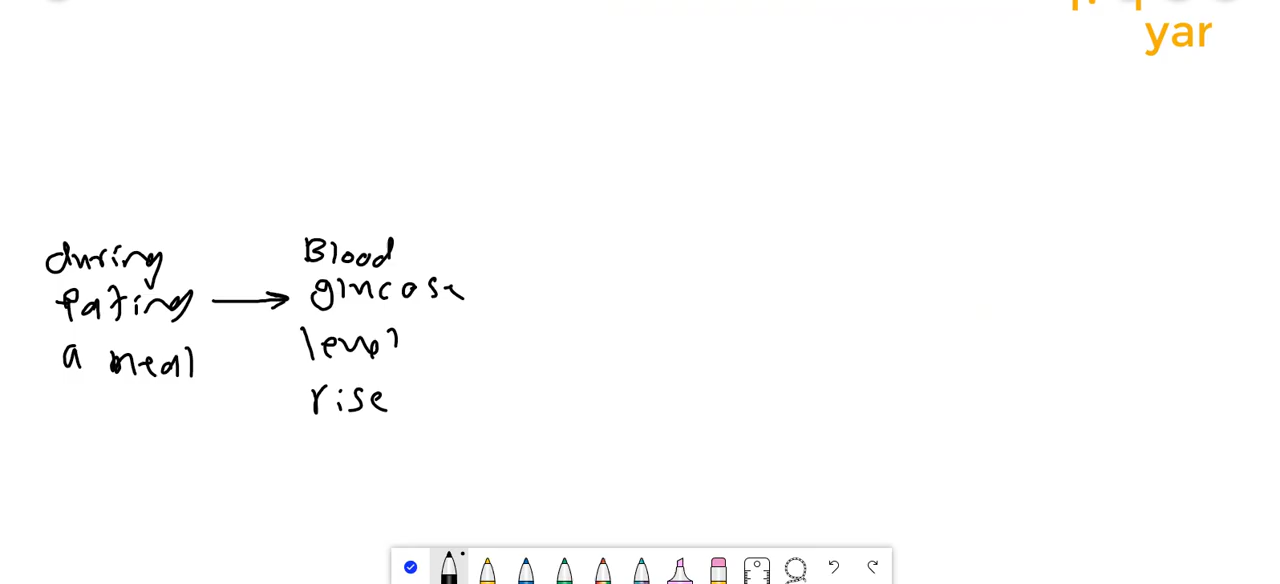 yar
during
Eating
a meal
Blood
glucose
level
rise